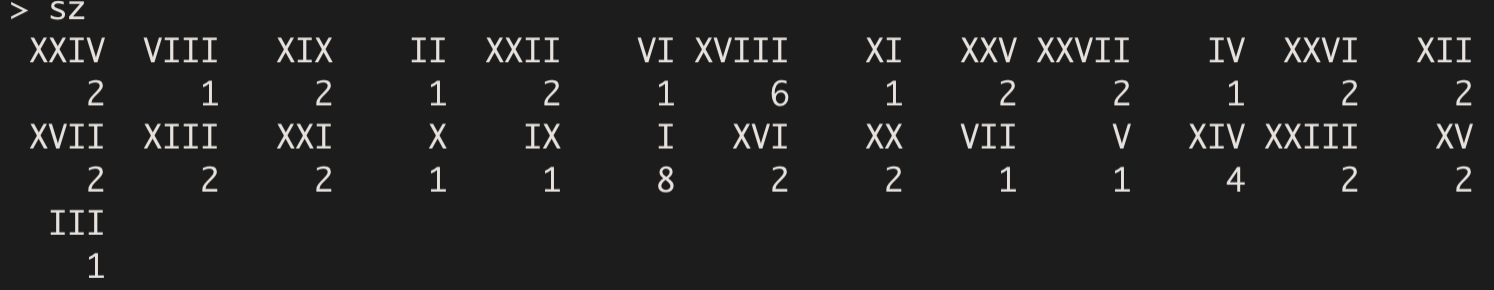 > sz
XXIV VIII XIX II XXII VI XVIII XI XXV XXVII IV XXVI XII
2 1 2 1 2 1 6 1 2 2 1 2 2
XVII XIII XXI X IX I XVI XX VII V XIV XXIII XV
2 2 2 1 1 8 2 2 1 1 4 2 2
III
1